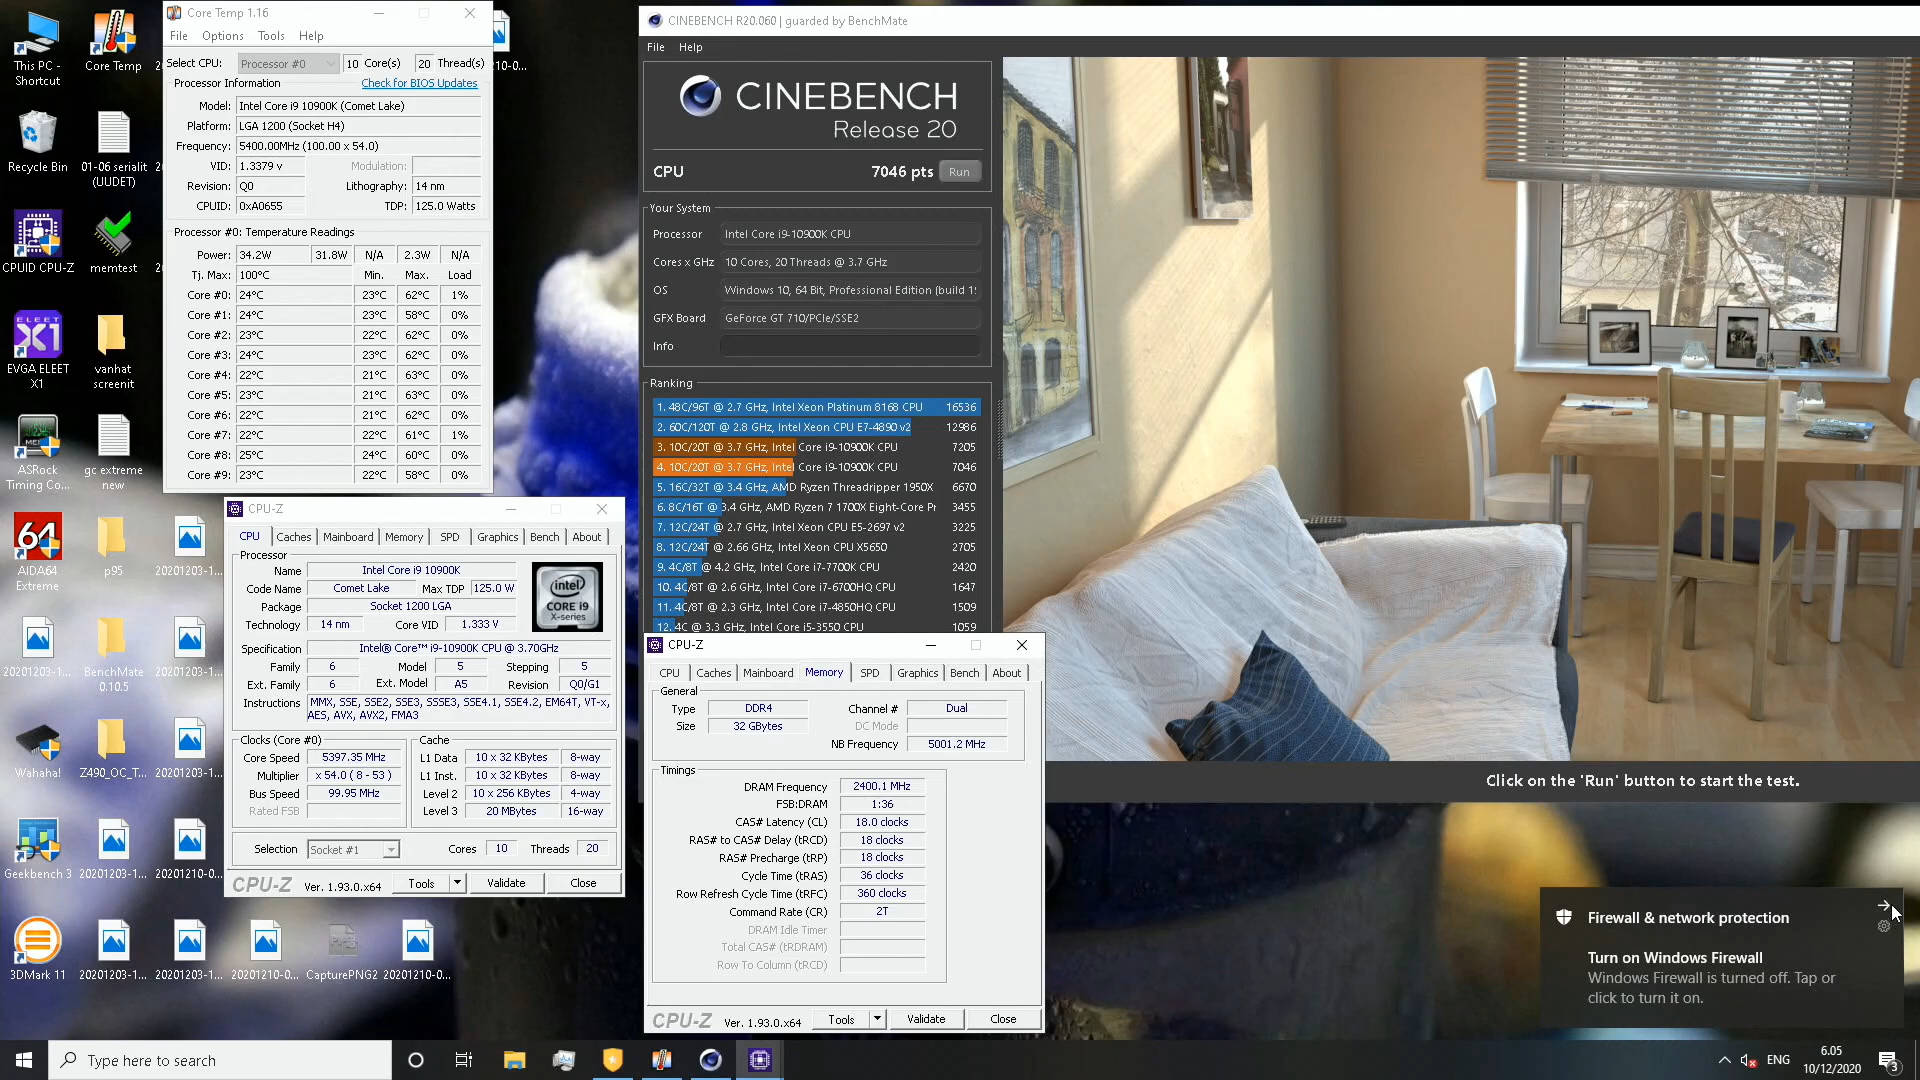 This PC - Shortcut
Core Temp
Recycle Bin
01-06 serialit (UUDET)
CPUID CPU-Z
memtest
EVGA ELEET X1
vanhat screenit
ASRock Timing Co...
gc extreme new
AIDA64 Extreme
p95
20201203-1...
20201203-1...
BenchMate 0.10.5
20201203-1...
Wahaha!
Z490_OC_T...
20201203-1...
Geekbench 3
20201203-1...
20201210-0...
3DMark 11
20201203-1...
20201203-1...
20201210-0...
CapturePNG2
20201210-0...
Core Temp 1.16
File Options Tools Help
Select CPU: Processor #0 10 Core(s) 20 Thread(s)
Processor Information Check for BIOS Updates
Model: Intel Core i9 10900K (Comet Lake)
Platform: LGA 1200 (Socket H4)
Frequency: 5400.00MHz (100.00 x 54.0)
VID: 1.3379 v Modulation:
Revision: Q0 Lithography: 14 nm
CPUID: 0xA0655 TDP: 125.0 Watts
Processor #0: Temperature Readings
Power: 34.2W 31.8W N/A 2.3W N/A
Tj. Max: 100°C Min. Max. Load
Core #0: 24°C 23°C 62°C 1%
Core #1: 24°C 23°C 58°C 0%
Core #2: 23°C 22°C 62°C 0%
Core #3: 24°C 23°C 62°C 0%
Core #4: 22°C 21°C 63°C 0%
Core #5: 23°C 21°C 63°C 0%
Core #6: 22°C 21°C 62°C 0%
Core #7: 22°C 22°C 61°C 1%
Core #8: 25°C 24°C 60°C 0%
Core #9: 23°C 22°C 58°C 0%
CPU-Z
CPU Caches Mainboard Memory SPD Graphics Bench About
Processor
Name Intel Core i9 10900K
Code Name Comet Lake Max TDP 125.0 W
Package Socket 1200 LGA
Technology 14 nm Core VID 1.333 V
intel CORE i9 X-series
Specification Intel® Core™ i9-10900K CPU @ 3.70GHz
Family 6 Model 5 Stepping 5
Ext. Family 6 Ext. Model A5 Revision Q0/G1
Instructions MMX, SSE, SSE2, SSE3, SSSE3, SSE4.1, SSE4.2, EM64T, VT-x,
AES, AVX, AVX2, FMA3
Clocks (Core #0) Cache
Core Speed 5397.35 MHz L1 Data 10 x 32 KBytes 8-way
Multiplier x 54.0 ( 8 - 53 ) L1 Inst. 10 x 32 KBytes 8-way
Bus Speed 99.95 MHz Level 2 10 x 256 KBytes 4-way
Rated FSB Level 3 20 MBytes 16-way
Selection Socket #1 Cores 10 Threads 20
CPU-Z Ver. 1.93.0.x64 Tools Validate Close
CINEBENCH R20.060 | guarded by BenchMate
File Help
CINEBENCH
Release 20
CPU 7046 pts Run
Your System
Processor Intel Core i9-10900K CPU
Cores x GHz 10 Cores, 20 Threads @ 3.7 GHz
OS Windows 10, 64 Bit, Professional Edition (build 1
GFX Board GeForce GT 710/PCIe/SSE2
Info
Ranking
1. 48C/96T @ 2.7 GHz, Intel Xeon Platinum 8168 CPU 16536
2. 60C/120T @ 2.8 GHz, Intel Xeon CPU E7-4890 v2 12986
3. 10C/20T @ 3.7 GHz, Intel Core i9-10900K CPU 7205
4. 10C/20T @ 3.7 GHz, Intel Core i9-10900K CPU 7046
5. 16C/32T @ 3.4 GHz, AMD Ryzen Threadripper 1950X 6670
6. 8C/16T @ 3.4 GHz, AMD Ryzen 7 1700X Eight-Core Pr 3455
7. 12C/24T @ 2.7 GHz, Intel Xeon CPU E5-2697 v2 3225
8. 12C/24T @ 2.66 GHz, Intel Xeon CPU X5650 2705
9. 4C/8T @ 4.2 GHz, Intel Core i7-7700K CPU 2420
10. 4C/8T @ 2.6 GHz, Intel Core i7-6700HQ CPU 1647
11. 4C/8T @ 2.3 GHz, Intel Core i7-4850HQ CPU 1509
12. 4C @ 3.3 GHz, Intel Core i5-3550 CPU 1059
Click on the 'Run' button to start the test.
CPU-Z
CPU Caches Mainboard Memory SPD Graphics Bench About
General
Type DDR4 Channel # Dual
Size 32 GBytes DC Mode
NB Frequency 5001.2 MHz
Timings
DRAM Frequency 2400.1 MHz
FSB:DRAM 1:36
CAS# Latency (CL) 18.0 clocks
RAS# to CAS# Delay (tRCD) 18 clocks
RAS# Precharge (tRP) 18 clocks
Cycle Time (tRAS) 36 clocks
Row Refresh Cycle Time (tRFC) 360 clocks
Command Rate (CR) 2T
DRAM Idle Timer
Total CAS# (tRDRAM)
Row To Column (tRCD)
CPU-Z Ver. 1.93.0.x64 Tools Validate Close
Firewall & network protection
Turn on Windows Firewall
Windows Firewall is turned off. Tap or
click to turn it on.
Type here to search
ENG
6.05
10/12/2020
3